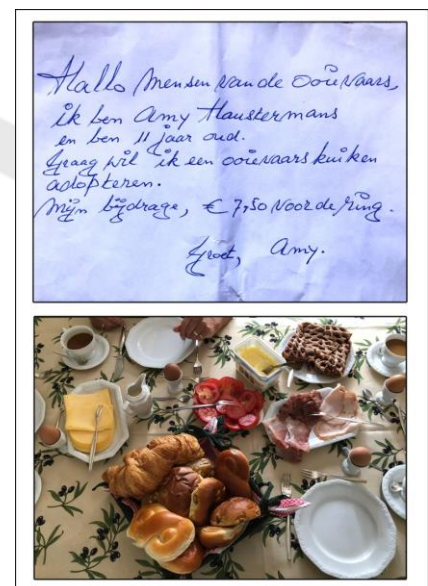 Hallo Mensen van de Ooievaars,
ik ben Amy Haustermans
en ben 11 jaar oud.
Graag wil ik een ooievaars kuiken
adopteren.
Mijn bijdrage, € 7,50 voor de ring.
Groet, Amy.